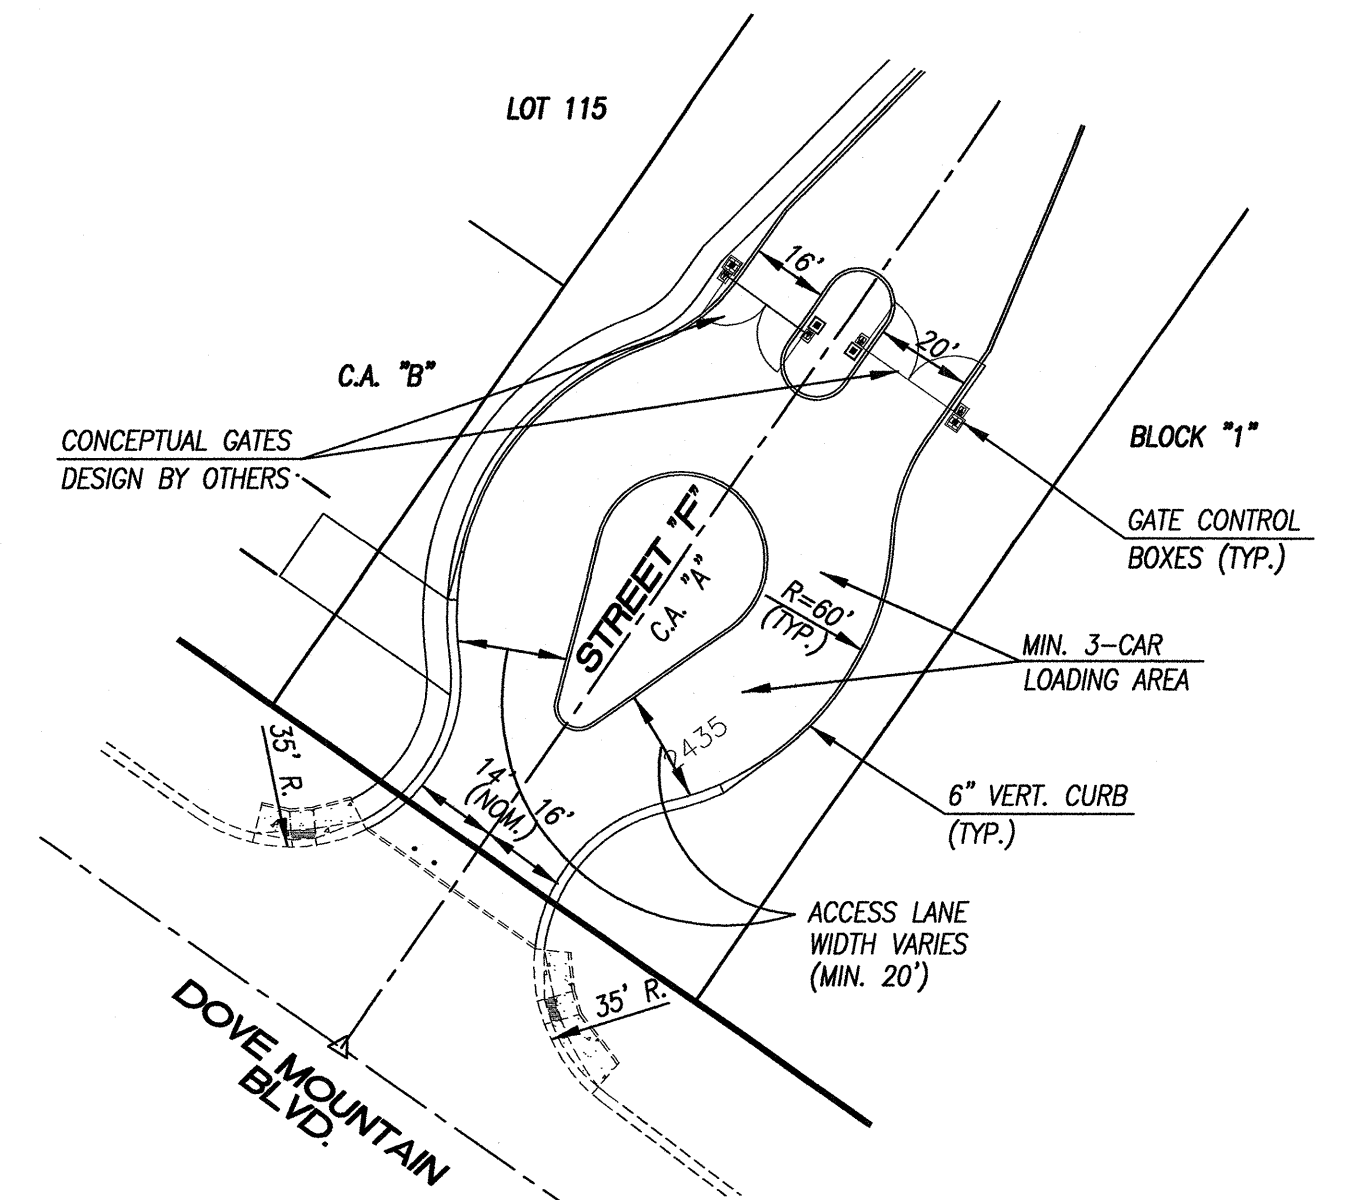 LOT 115
16'
20'
C.A. "B"
CONCEPTUAL GATES
DESIGN BY OTHERS
BLOCK "1"
GATE CONTROL
BOXES (TYP.)
STREET "F"
C.A. "A"
R=60'
(TYP.)
MIN. 3-CAR
LOADING AREA
35' R.
2435
14'
(NOM.)
16'
6" VERT. CURB
(TYP.)
ACCESS LANE
WIDTH VARIES
(MIN. 20')
35' R.
DOVE MOUNTAIN
BLVD.